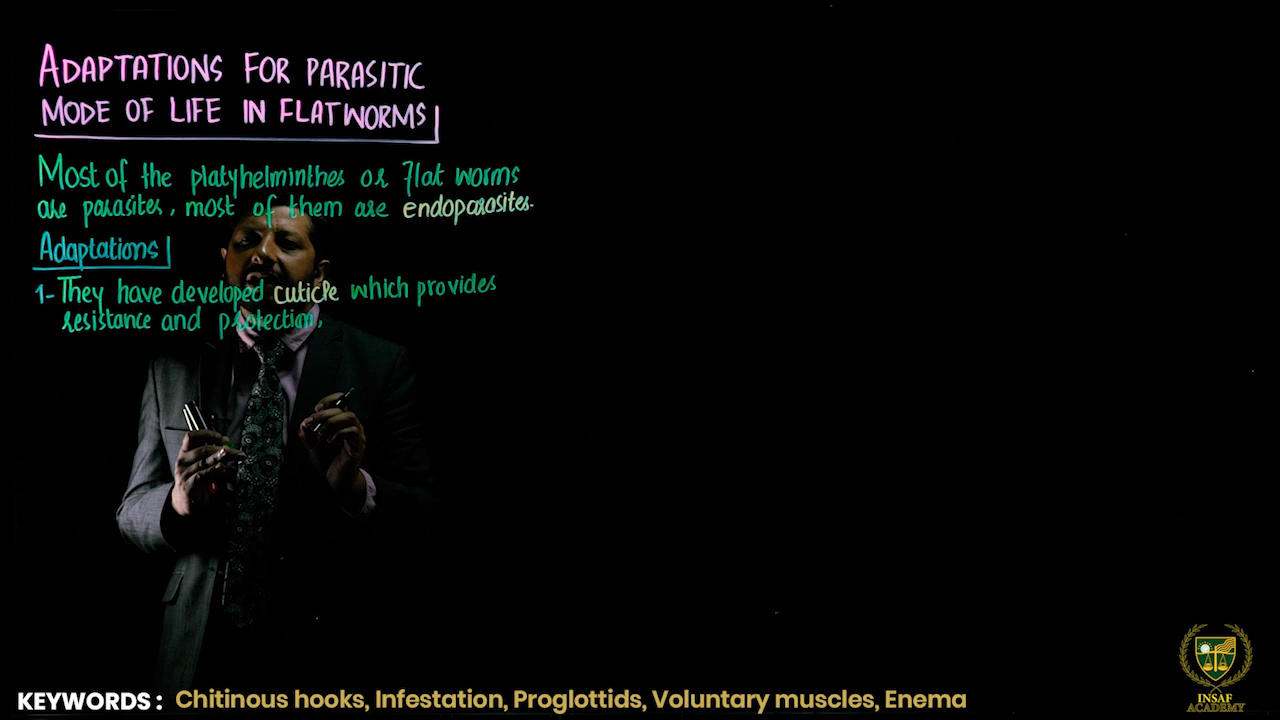 ADAPTATIONS FOR PARASITIC
MODE OF LIFE IN FLATWORMS
Most of the platyhelminthes or flat worms
are parasites, most of them are endoparasites.
Adaptations
1- They have developed cuticle which provides
resistance and protection,
KEYWORDS : Chitinous hooks, Infestation, Proglottids, Voluntary muscles, Enema
INSAF
ACADEMY